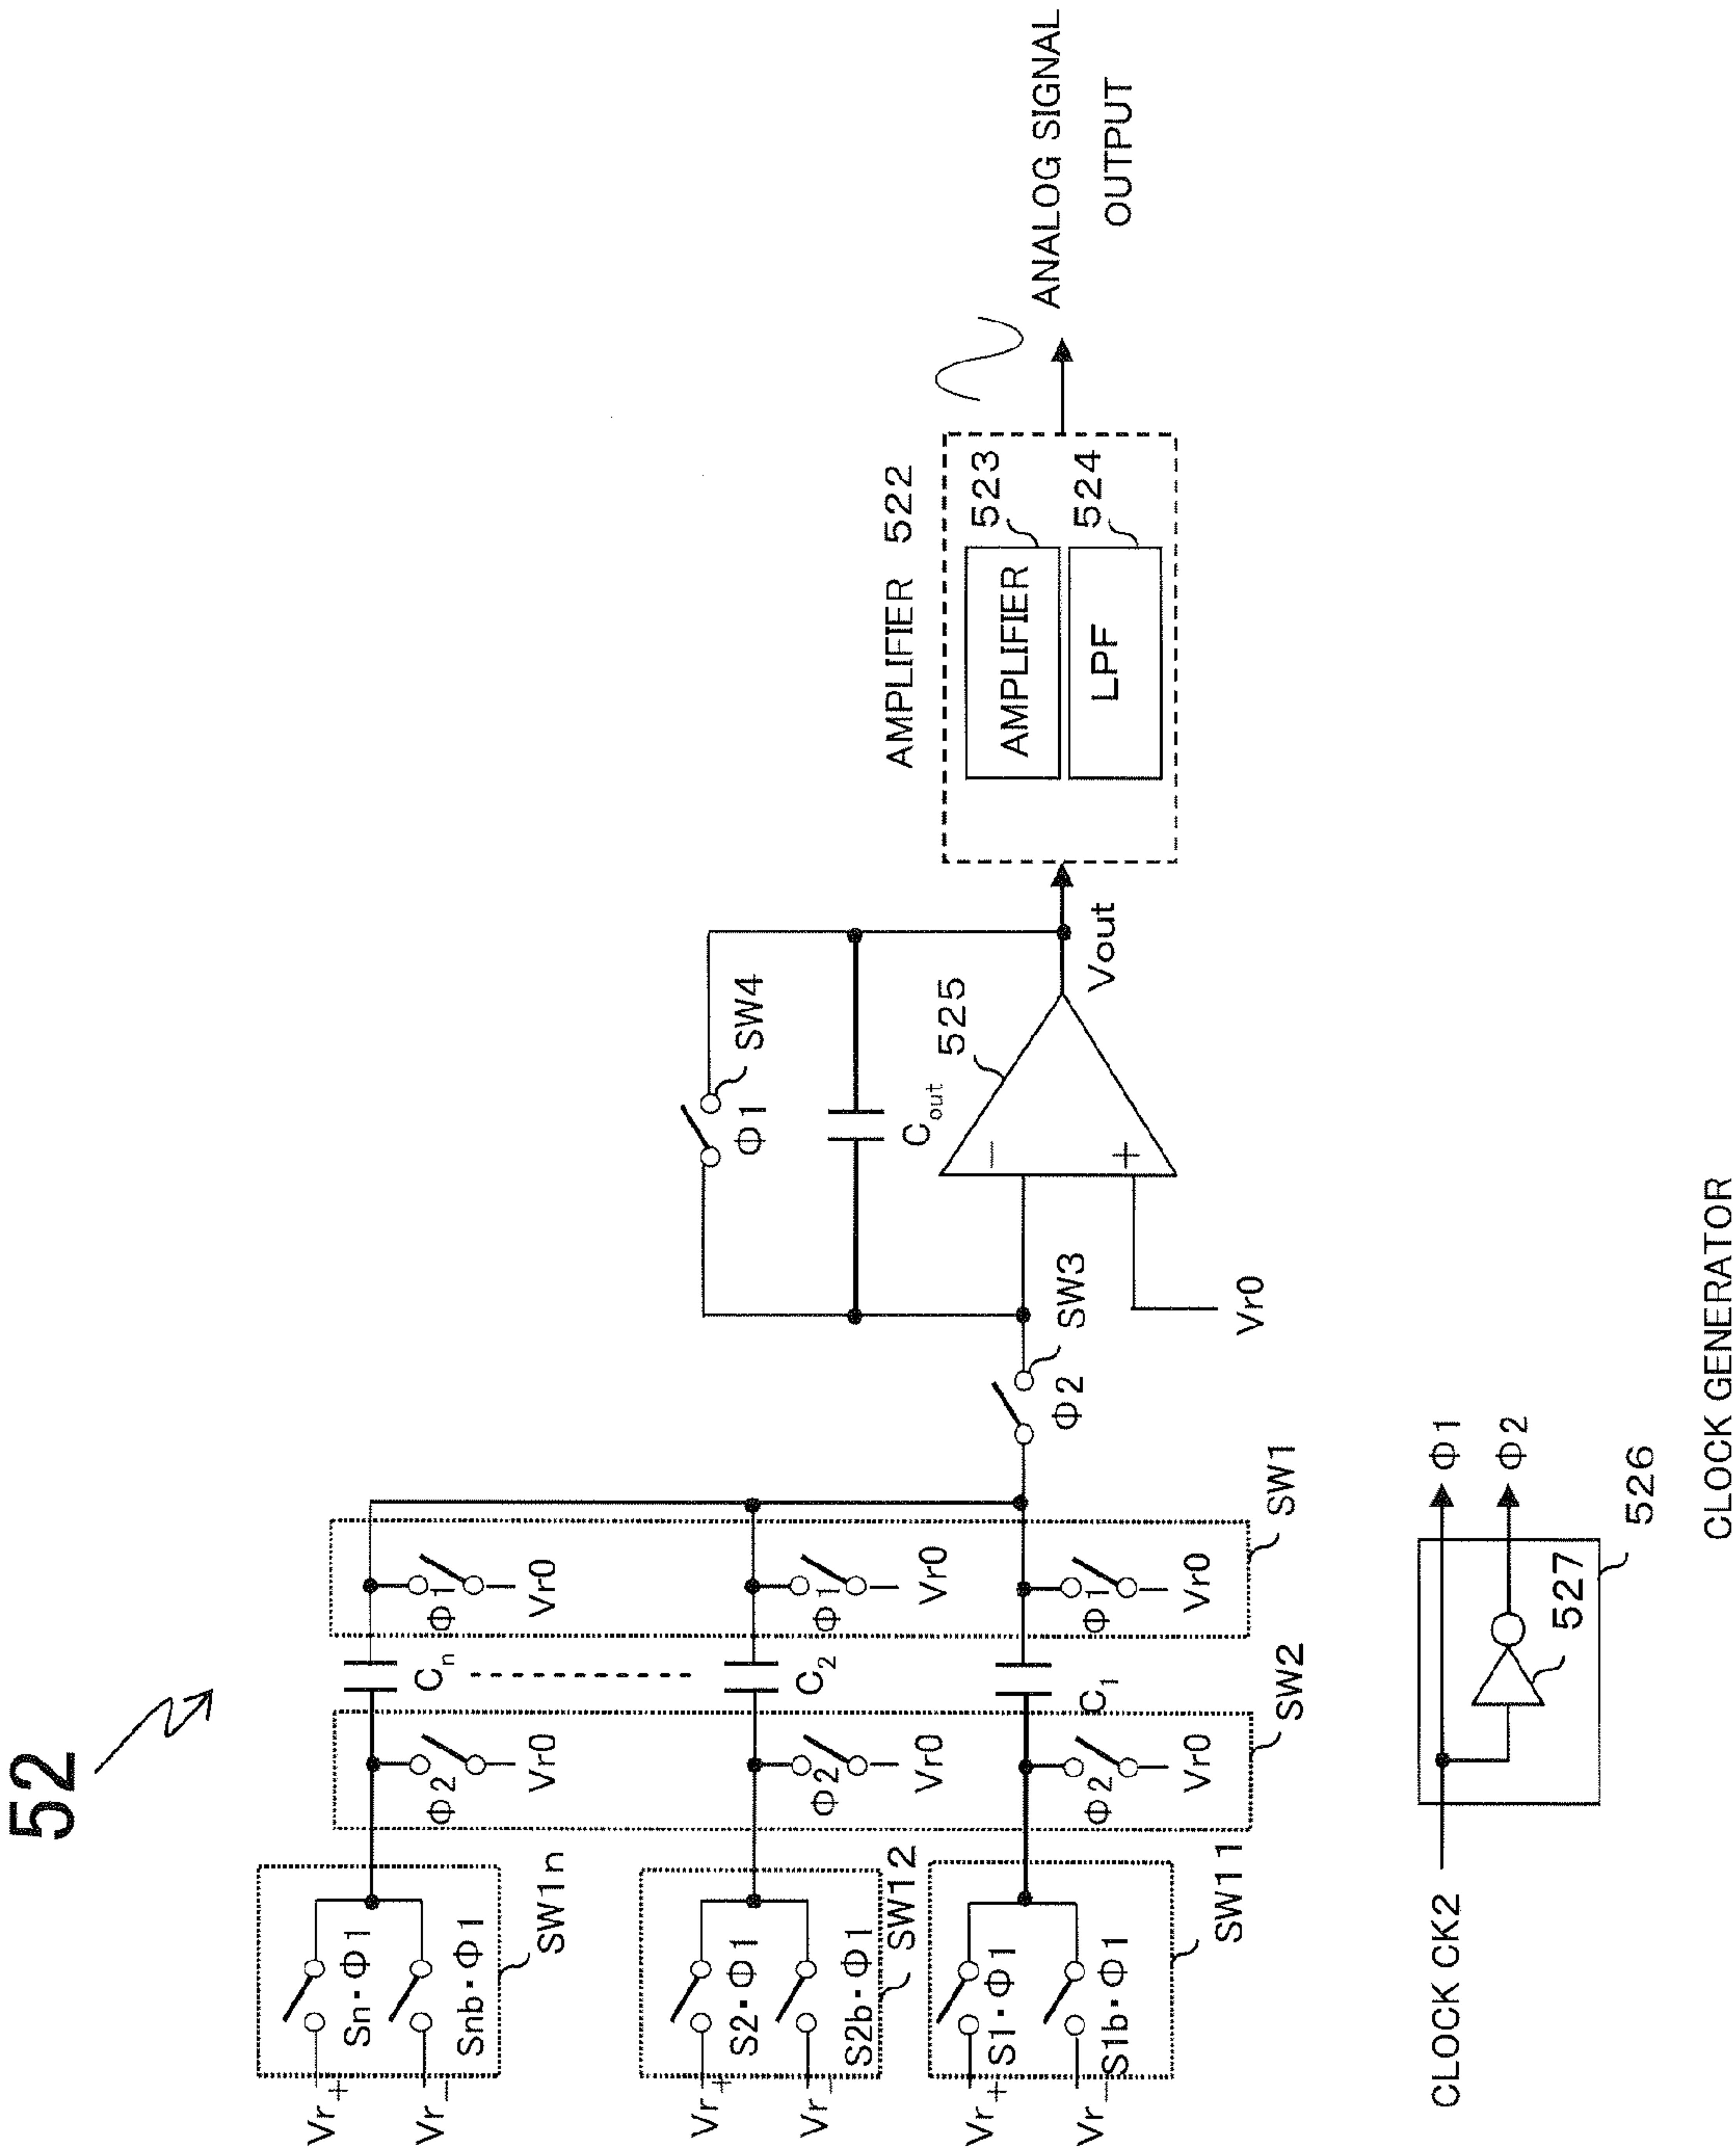 52
Vr+
Sn・Φ1
Vr−
Snb・Φ1
SW1n
Φ2
Vr0
Cn
Φ1
Vr0
Vr+
S2・Φ1
Vr−
S2b・Φ1
SW12
Φ2
Vr0
C2
Φ1
Vr0
Vr+
S1・Φ1
Vr−
S1b・Φ1
SW11
Φ2
Vr0
C1
SW2
Φ1
Vr0
SW1
Φ2
SW3
Φ1
SW4
Cout
−
+
525
Vr0
Vout
AMPLIFIER 522
AMPLIFIER
523
LPF
524
ANALOG SIGNAL
OUTPUT
CLOCK CK2
527
Φ1
Φ2
526
CLOCK GENERATOR